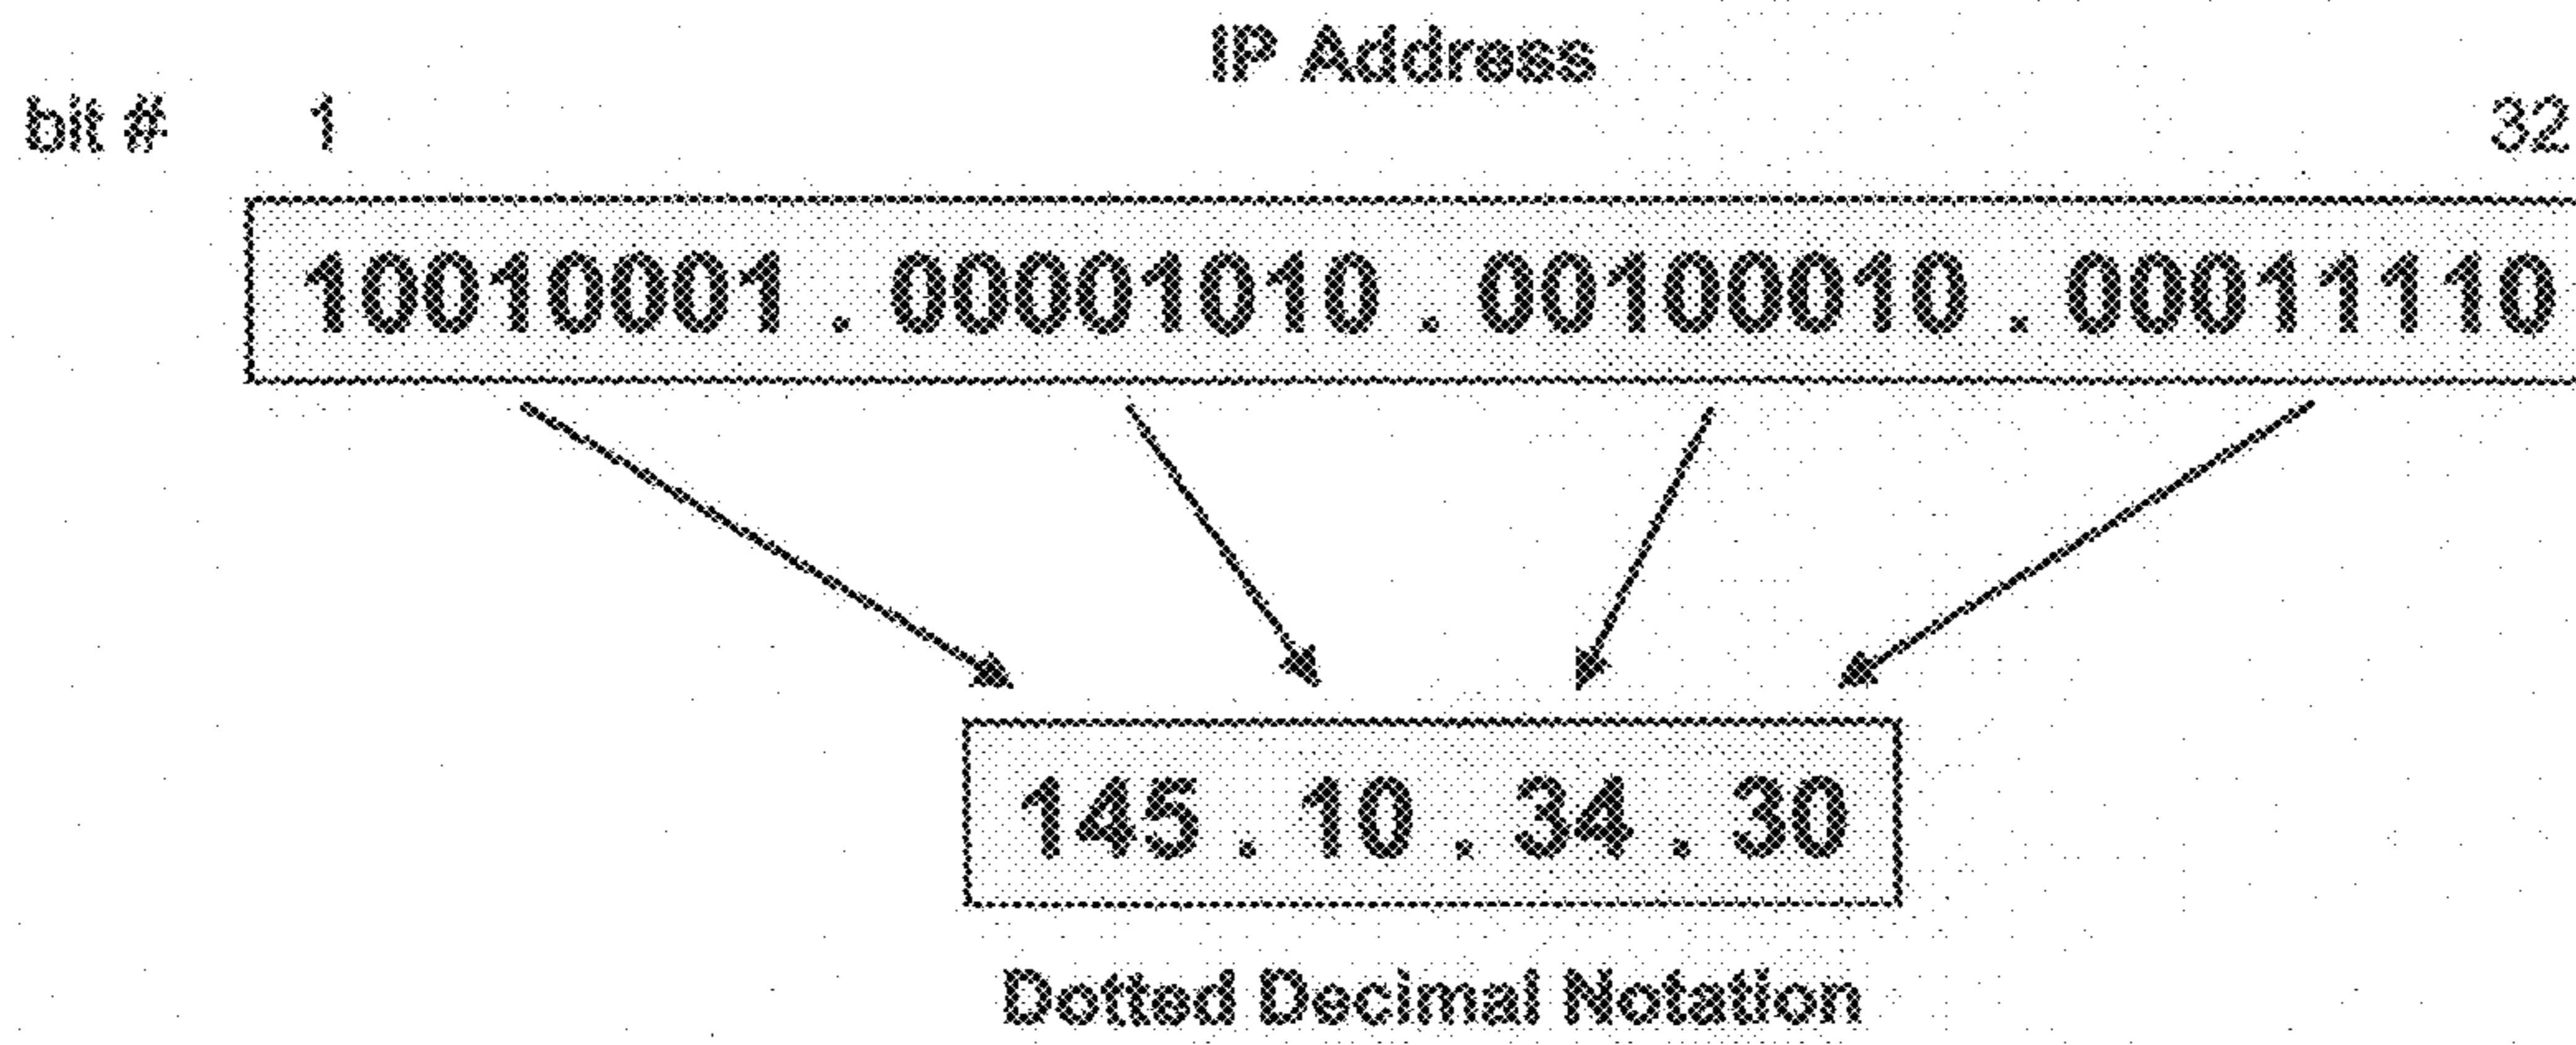 IP Address
bit # 1 32
10010001 . 00001010 . 00100010 . 00011110
145 . 10 . 34 . 30
Dotted Decimal Notation